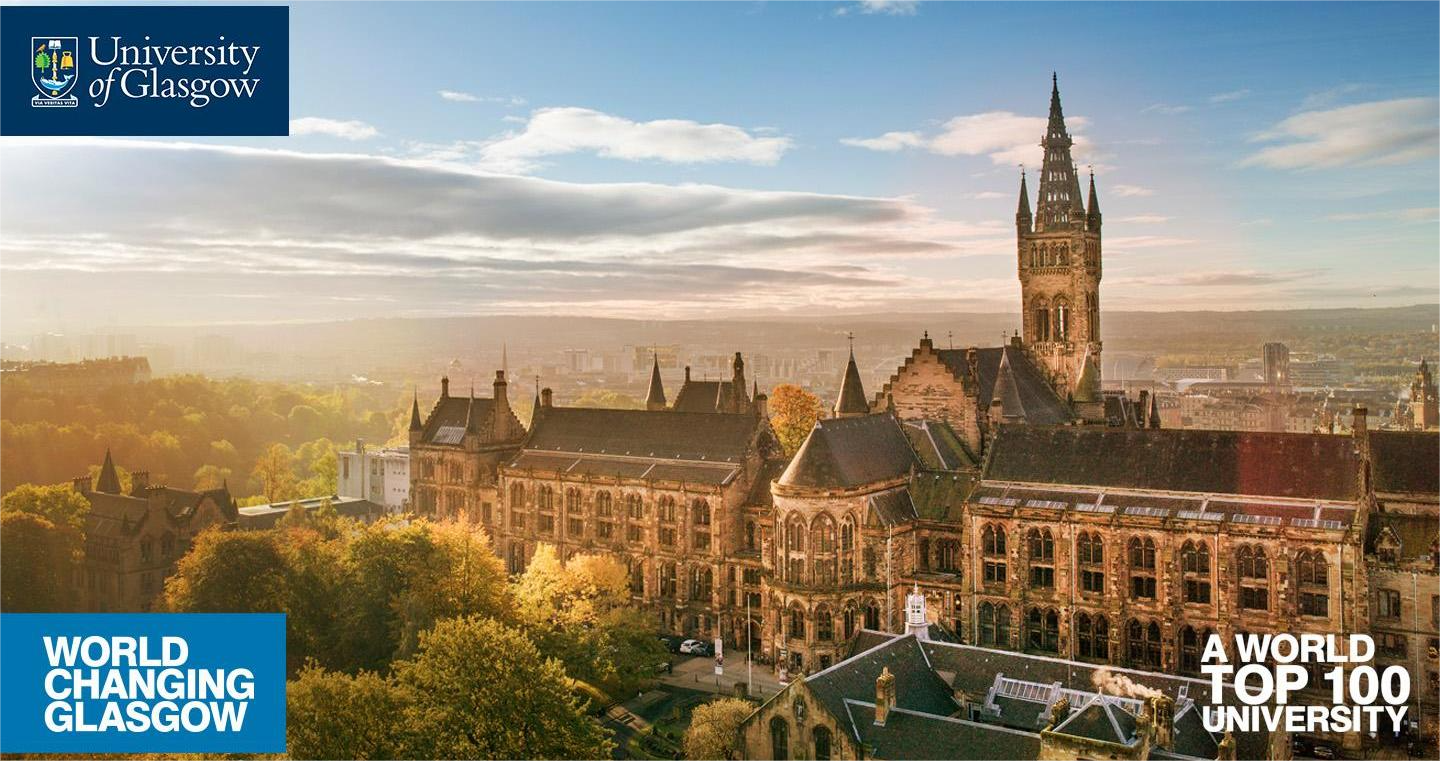 University
of Glasgow
VIA VERITAS VITA
WORLD
CHANGING
GLASGOW
A WORLD
TOP 100
UNIVERSITY